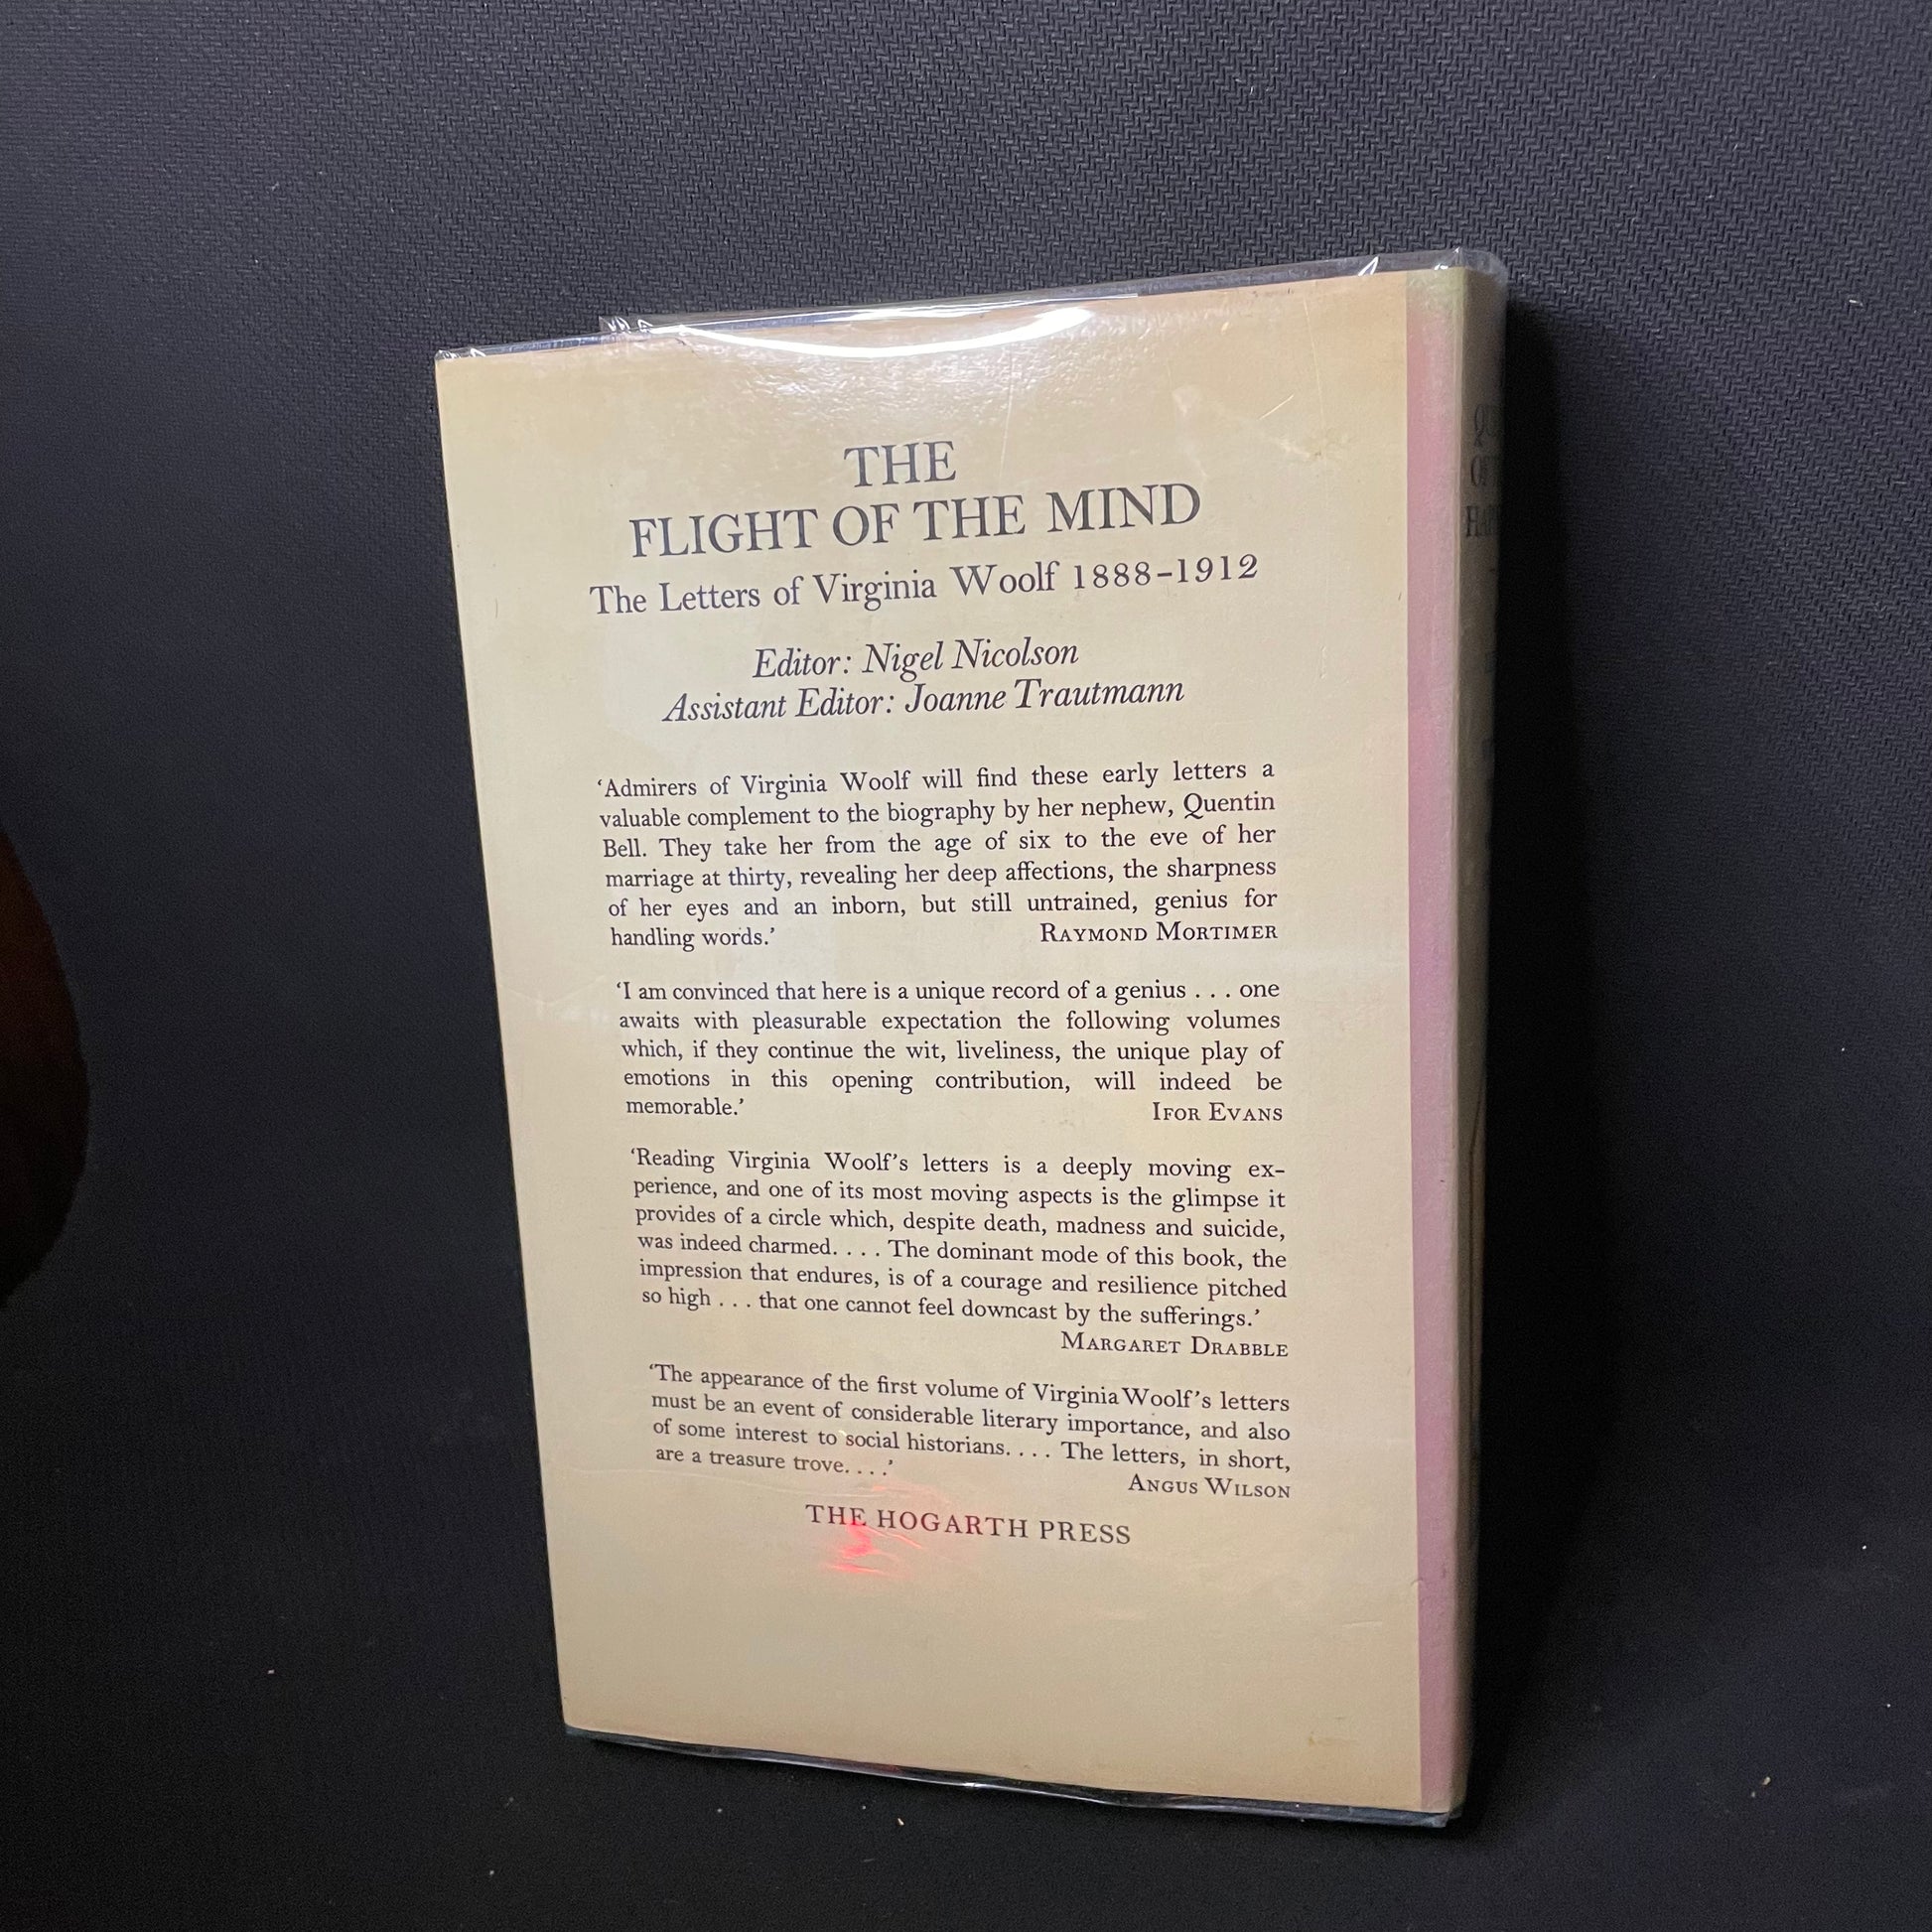 THE
FLIGHT OF THE MIND
The Letters of Virginia Woolf 1888–1912
Editor: Nigel Nicolson
Assistant Editor: Joanne Trautmann
‘Admirers of Virginia Woolf will find these early letters a
valuable complement to the biography by her nephew, Quentin
Bell. They take her from the age of six to the eve of her
marriage at thirty, revealing her deep affections, the sharpness
of her eyes and an inborn, but still untrained, genius for
handling words.’ RAYMOND MORTIMER
‘I am convinced that here is a unique record of a genius . . . one
awaits with pleasurable expectation the following volumes
which, if they continue the wit, liveliness, the unique play of
emotions in this opening contribution, will indeed be
memorable.’ IFOR EVANS
‘Reading Virginia Woolf’s letters is a deeply moving ex-
perience, and one of its most moving aspects is the glimpse it
provides of a circle which, despite death, madness and suicide,
was indeed charmed. . . . The dominant mode of this book, the
impression that endures, is of a courage and resilience pitched
so high . . . that one cannot feel downcast by the sufferings.’
MARGARET DRABBLE
‘The appearance of the first volume of Virginia Woolf’s letters
must be an event of considerable literary importance, and also
of some interest to social historians. . . . The letters, in short,
are a treasure trove. . . .’ ANGUS WILSON
THE HOGARTH PRESS